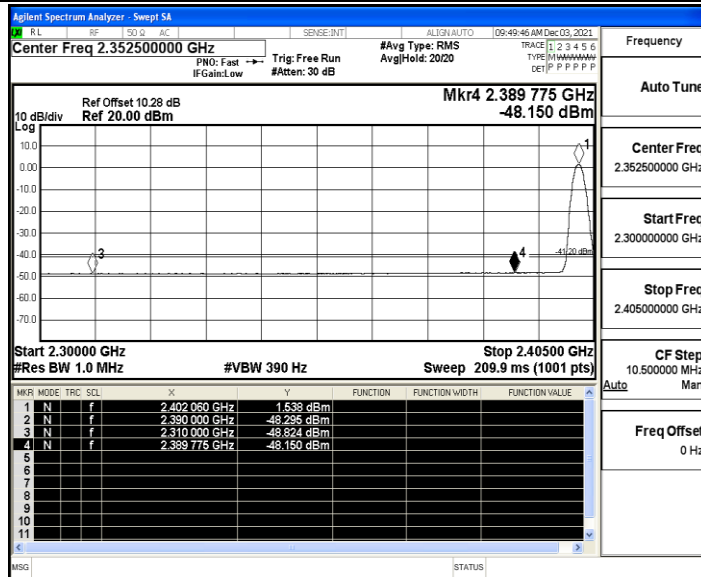 Agilent Spectrum Analyzer - Swept SA
RL RF 50 Ω AC SENSE:INT ALIGN AUTO 09:49:46 AM Dec 03, 2021
Center Freq 2.352500000 GHz
PNO: Fast
IFGain:Low
Trig: Free Run
#Atten: 30 dB
#Avg Type: RMS
Avg|Hold: 20/20
TRACE 1 2 3 4 5 6
TYPE MWWWWW
DET P P P P P P
Ref Offset 10.28 dB
10 dB/div Ref 20.00 dBm
Log
Mkr4 2.389 775 GHz
-48.150 dBm
10.0
0.00
-10.0
-20.0
-30.0
-40.0
-50.0
-60.0
-70.0
1
3
4
-41.20 dBm
Start 2.30000 GHz Stop 2.40500 GHz
#Res BW 1.0 MHz #VBW 390 Hz Sweep 209.9 ms (1001 pts)
MKR MODE TRC SCL X Y FUNCTION FUNCTION WIDTH FUNCTION VALUE
1 N f 2.402 060 GHz 1.538 dBm
2 N f 2.390 000 GHz -48.295 dBm
3 N f 2.310 000 GHz -48.824 dBm
4 N f 2.389 775 GHz -48.150 dBm
5
6
7
8
9
10
11
MSG STATUS
Frequency
Auto Tune
Center Freq
2.352500000 GHz
Start Freq
2.300000000 GHz
Stop Freq
2.405000000 GHz
CF Step
10.500000 MHz
Auto Man
Freq Offset
0 Hz